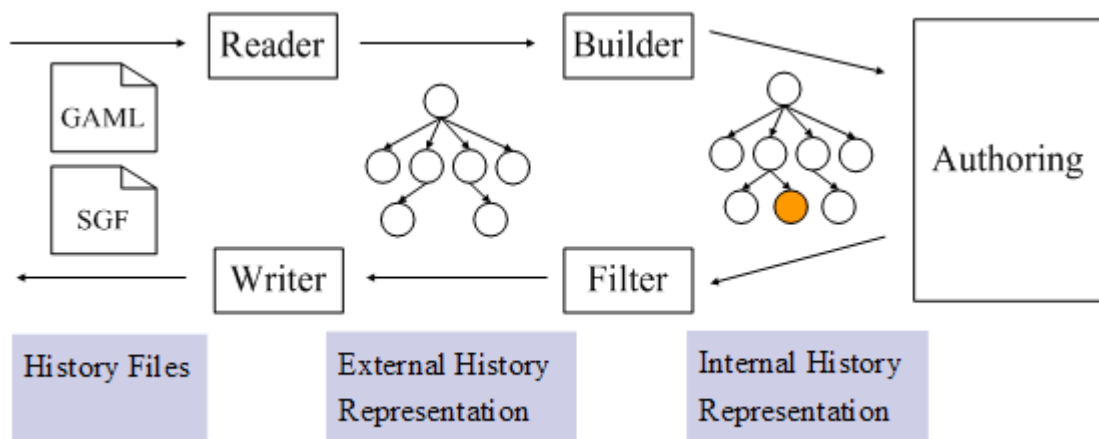 Reader
Builder
GAML
Authoring
SGF
Writer
Filter
History Files
External History
Representation
Internal History
Representation